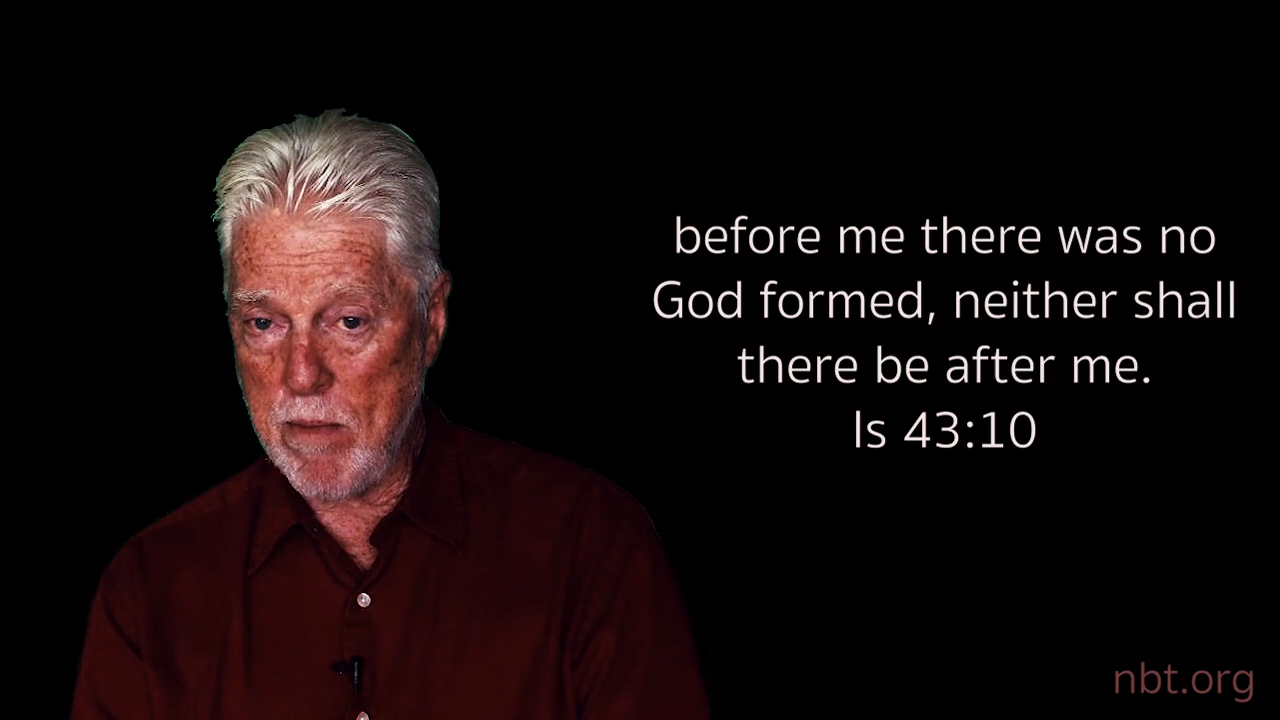 before me there was no
God formed, neither shall
there be after me.
Is 43:10
nbt.org